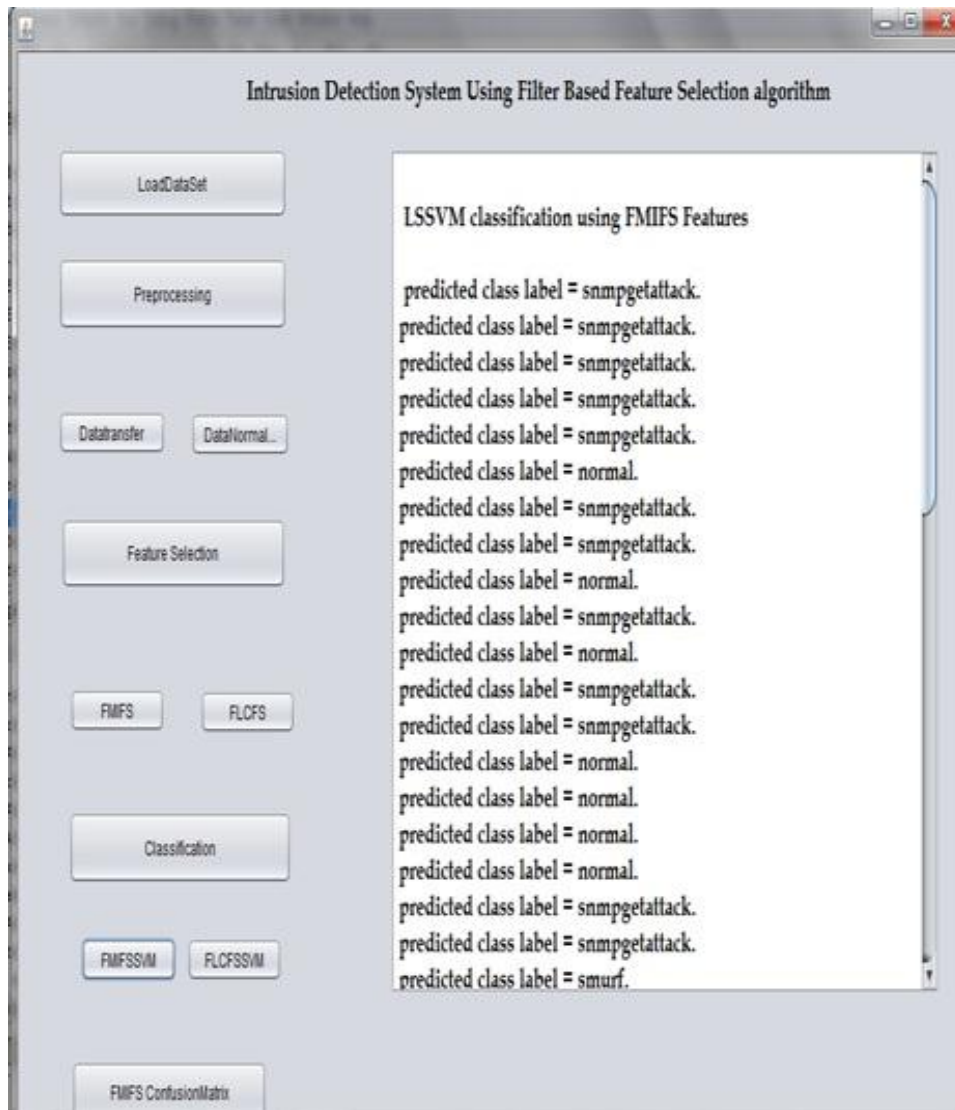 Intrusion Detection System Using Filter Based Feature Selection algorithm
LoadDataSet
Preprocessing
Datatransfer
DataNormal...
Feature Selection
FMIFS
FLCFS
Classification
FMIFSSVM
FLCFSSVM
FMIFS ConfusionMatrix
LSSVM classification using FMIFS Features
predicted class label = snmpgetattack.
predicted class label = snmpgetattack.
predicted class label = snmpgetattack.
predicted class label = snmpgetattack.
predicted class label = snmpgetattack.
predicted class label = normal.
predicted class label = snmpgetattack.
predicted class label = snmpgetattack.
predicted class label = normal.
predicted class label = snmpgetattack.
predicted class label = normal.
predicted class label = snmpgetattack.
predicted class label = snmpgetattack.
predicted class label = normal.
predicted class label = normal.
predicted class label = normal.
predicted class label = normal.
predicted class label = snmpgetattack.
predicted class label = snmpgetattack.
predicted class label = smurf.